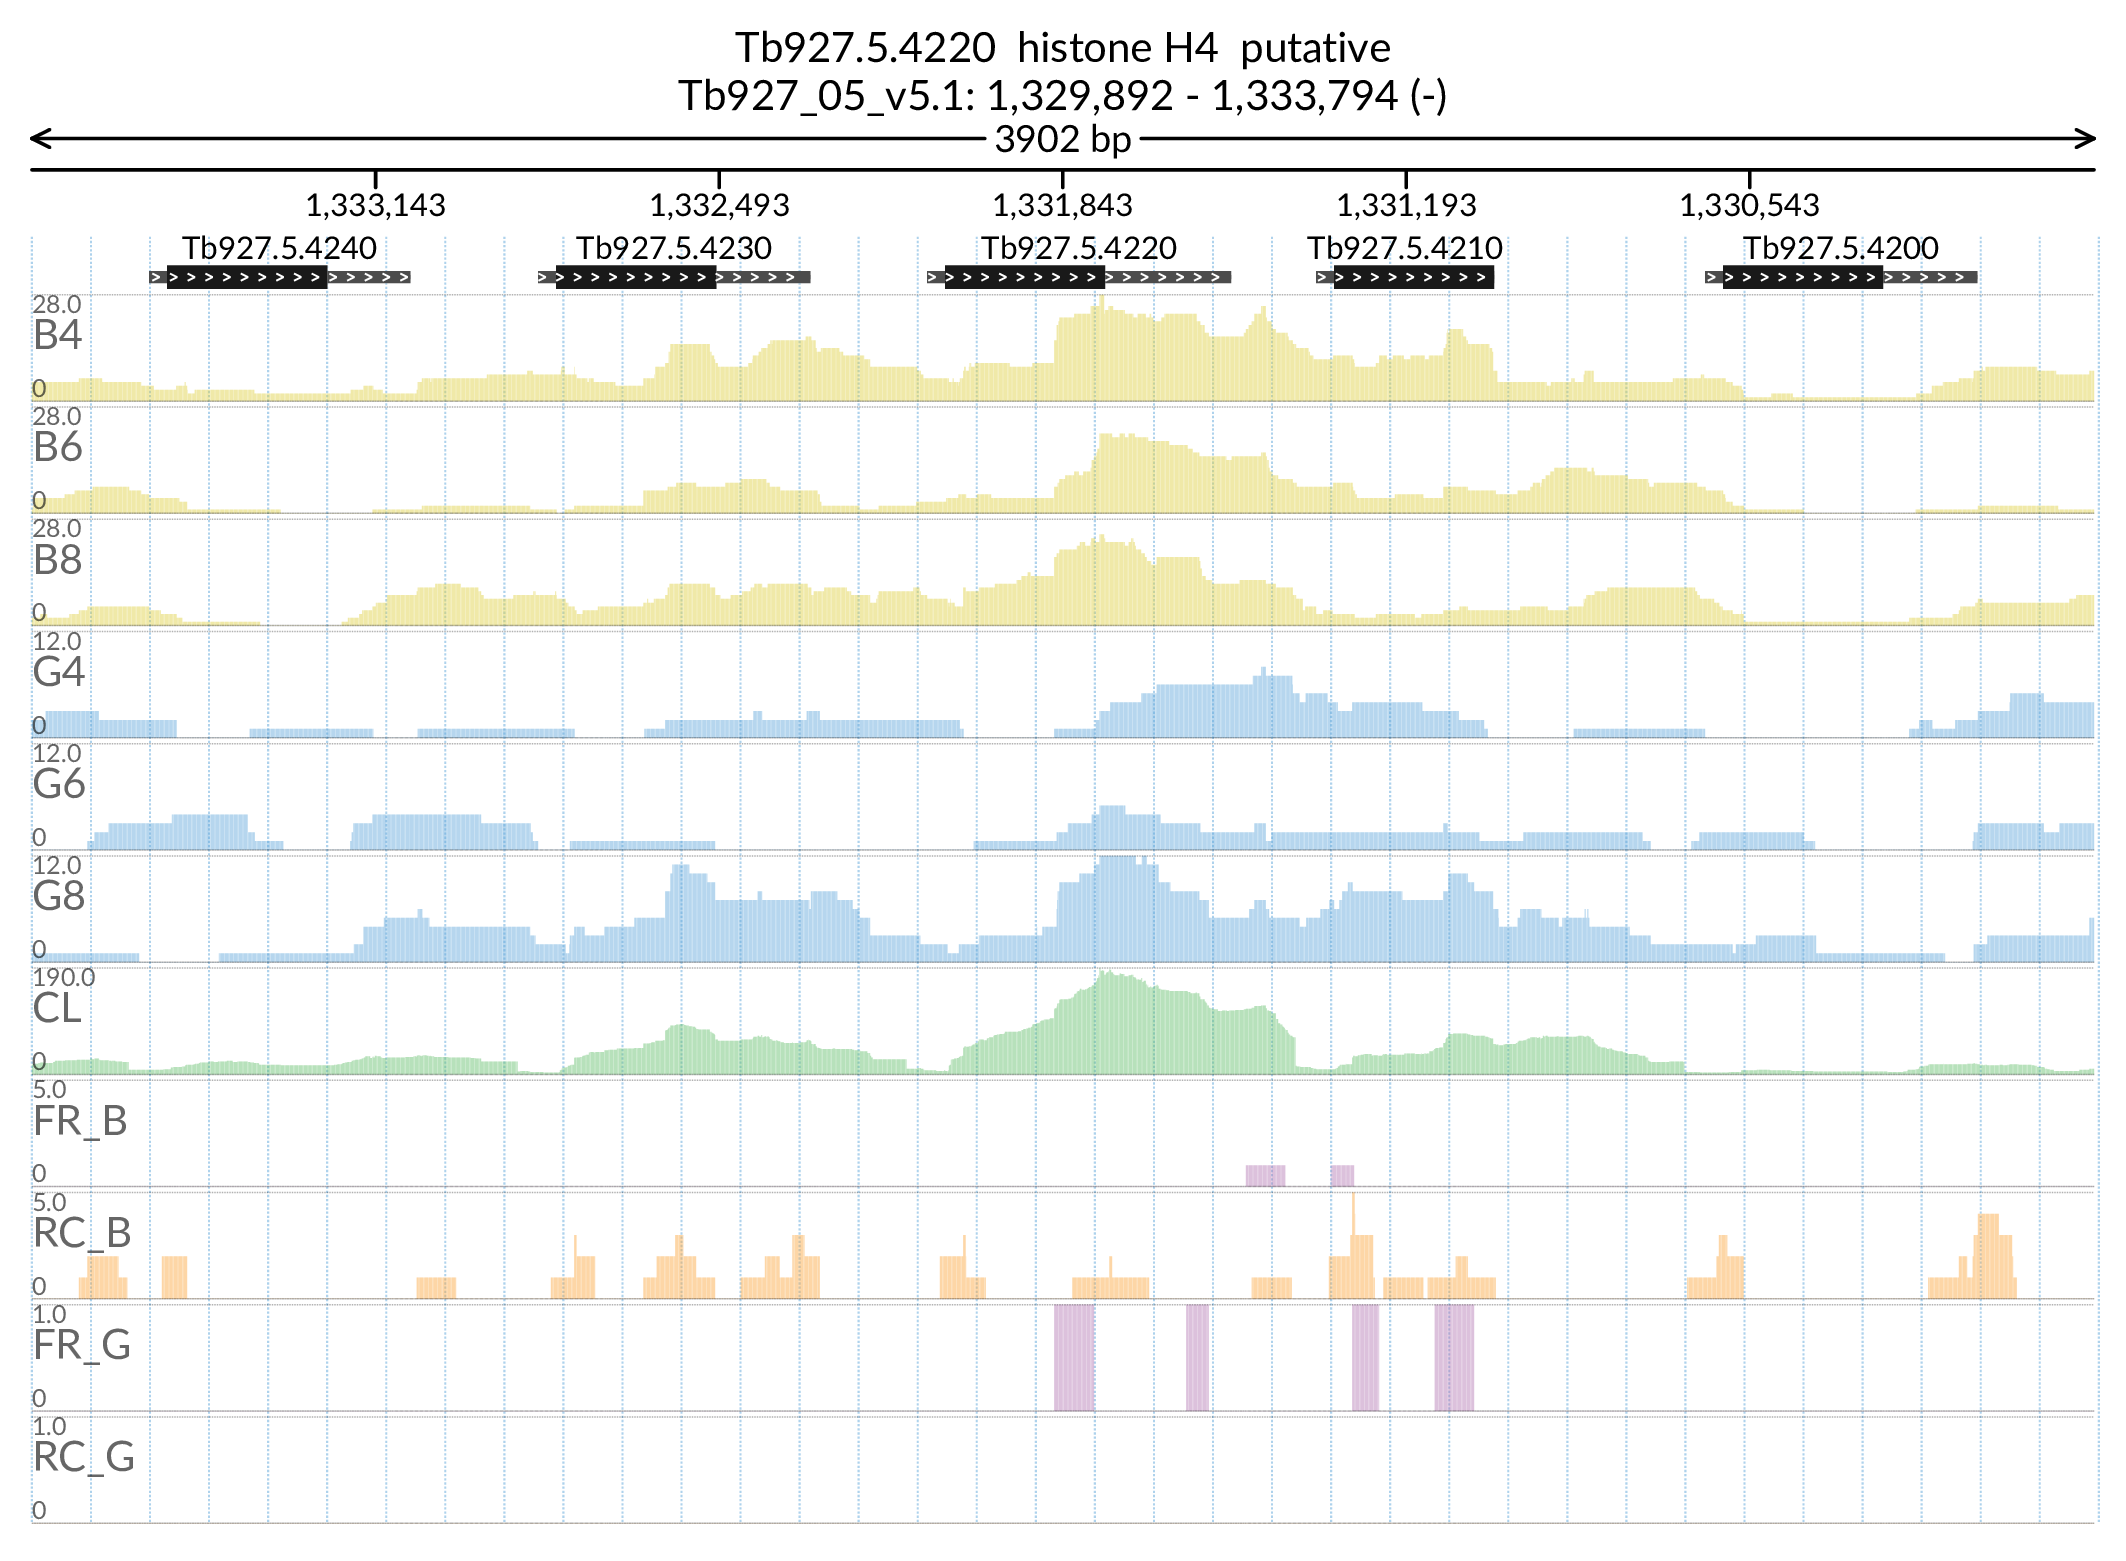 Tb927.5.4220 histone H4 putative
Tb927_05_v5.1: 1,329,892 - 1,333,794 (-)
3902 bp
1,333,143 1,332,493 1,331,843 1,331,193 1,330,543
Tb927.5.4240 Tb927.5.4230 Tb927.5.4220 Tb927.5.4210 Tb927.5.4200
28.0
B4
0
28.0
B6
0
28.0
B8
0
12.0
G4
0
12.0
G6
0
12.0
G8
0
190.0
CL
0
5.0
FR_B
0
5.0
RC_B
0
1.0
FR_G
0
1.0
RC_G
0